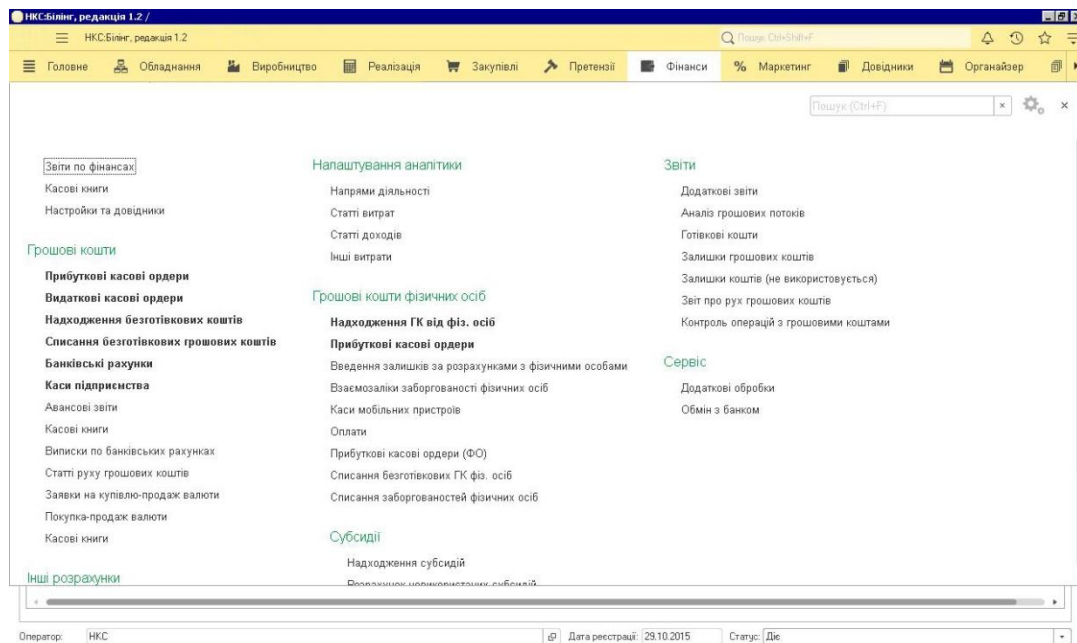 НКС:Білінг, редакція 1.2 /
НКС:Білінг, редакція 1.2
Пошук Ctrl+Shift+F
Головне Обладнання Виробництво Реалізація Закупівлі Претензії Фінанси Маркетинг Довідники Органайзер
Пошук (Ctrl+F)
Звіти по фінансах
Касові книги
Настройки та довідники
Грошові кошти
Прибуткові касові ордери
Видаткові касові ордери
Надходження безготівкових коштів
Списання безготівкових грошових коштів
Банківські рахунки
Каси підприємства
Авансові звіти
Касові книги
Виписки по банківських рахунках
Статті руху грошових коштів
Заявки на купівлю-продаж валюти
Покупка-продаж валюти
Касові книги
Інші розрахунки
Налаштування аналітики
Напрями діяльності
Статті витрат
Статті доходів
Інші витрати
Грошові кошти фізичних осіб
Надходження ГК від фіз. осіб
Прибуткові касові ордери
Введення залишків за розрахунками з фізичними особами
Взаємозаліки заборгованості фізичних осіб
Каси мобільних пристроїв
Оплати
Прибуткові касові ордери (ФО)
Списання безготівкових ГК фіз. осіб
Списання заборгованостей фізичних осіб
Субсидії
Надходження субсидій
Розрахунок невикористаних субсидій
Звіти
Додаткові звіти
Аналіз грошових потоків
Готівкові кошти
Залишки грошових коштів
Залишки коштів (не використовується)
Звіт про рух грошових коштів
Контроль операцій з грошовими коштами
Сервіс
Додаткові обробки
Обмін з банком
Оператор: НКС Дата реєстрації: 29.10.2015 Статус: Діє